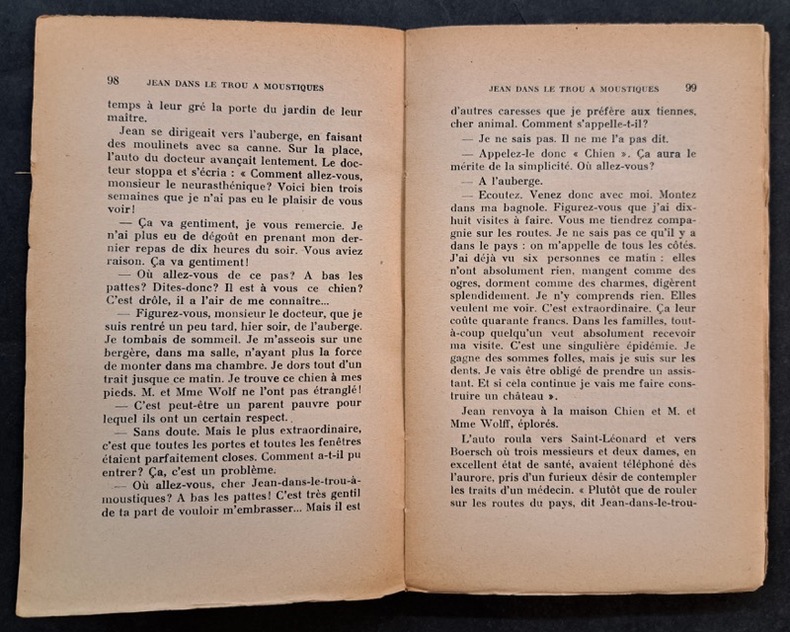 98 JEAN DANS LE TROU A MOUSTIQUES
temps à leur gré la porte du jardin de leur
maître.
Jean se dirigeait vers l'auberge, en faisant
des moulinets avec sa canne. Sur la place,
l'auto du docteur avançait lentement. Le doc-
teur stoppa et s'écria : « Comment allez-vous,
monsieur le neurasthénique? Voici bien trois
semaines que je n'ai pas eu le plaisir de vous
voir!
— Ça va gentiment, je vous remercie. Je
n'ai plus eu de dégoût en prenant mon der-
nier repas de dix heures du soir. Vous aviez
raison. Ça va gentiment!
— Où allez-vous de ce pas? A bas les
pattes? Dites-donc? Il est à vous ce chien?
C'est drôle, il a l'air de me connaître...
— Figurez-vous, monsieur le docteur, que je
suis rentré un peu tard, hier soir, de l'auberge.
Je tombais de sommeil. Je m'asseois sur une
bergère, dans ma salle, n'ayant plus la force
de monter dans ma chambre. Je dors tout d'un
trait jusque ce matin. Je trouve ce chien à mes
pieds. M. et Mme Wolf ne l'ont pas étranglé!
— C'est peut-être un parent pauvre pour
lequel ils ont un certain respect.
— Sans doute. Mais le plus extraordinaire,
c'est que toutes les portes et toutes les fenêtres
étaient parfaitement closes. Comment a-t-il pu
entrer? Ça, c'est un problème.
— Où allez-vous, cher Jean-dans-le-trou-à-
moustiques? A bas les pattes! C'est très gentil
de ta part de vouloir m'embrasser... Mais il est
JEAN DANS LE TROU A MOUSTIQUES 99
d'autres caresses que je préfère aux tiennes,
cher animal. Comment s'appelle-t-il?
— Je ne sais pas. Il ne me l'a pas dit.
— Appelez-le donc « Chien ». Ça aura le
mérite de la simplicité. Où allez-vous?
— A l'auberge.
— Ecoutez. Venez donc avec moi. Montez
dans ma bagnole. Figurez-vous que j'ai dix-
huit visites à faire. Vous me tiendrez compa-
gnie sur les routes. Je ne sais pas ce qu'il y a
dans le pays : on m'appelle de tous les côtés.
J'ai déjà vu six personnes ce matin : elles
n'ont absolument rien, mangent comme des
ogres, dorment comme des charmes, digèrent
splendidement. Je n'y comprends rien. Elles
veulent me voir. C'est extraordinaire. Ça leur
coûte quarante francs. Dans les familles, tout-
à-coup quelqu'un veut absolument recevoir
ma visite. C'est une singulière épidémie. Je
gagne des sommes folles, mais je suis sur les
dents. Je vais être obligé de prendre un assis-
tant. Et si cela continue je vais me faire cons-
truire un château ».
Jean renvoya à la maison Chien et M. et
Mme Wolff, éplorés.
L'auto roula vers Saint-Léonard et vers
Boersch où trois messieurs et deux dames, en
excellent état de santé, avaient téléphoné dès
l'aurore, pris d'un furieux désir de contempler
les traits d'un médecin. « Plutôt que de rouler
sur les routes du pays, dit Jean-dans-le-trou-